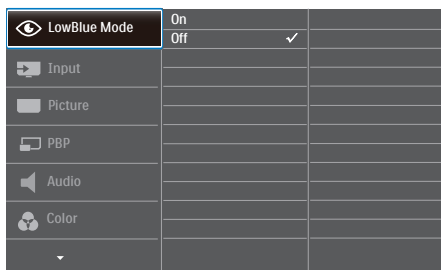 LowBlue Mode
On
Off
Input
Picture
PBP
Audio
Color